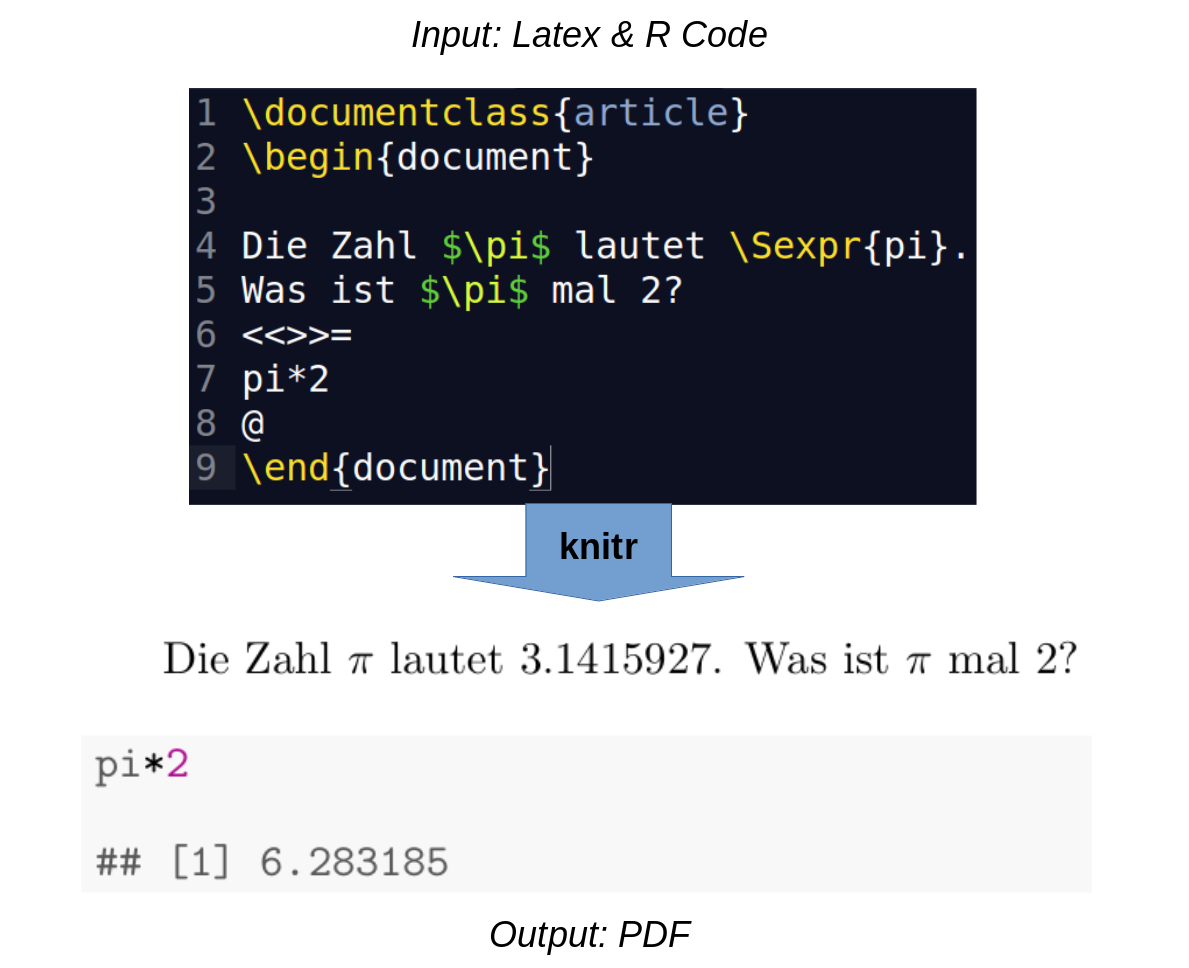 Input: Latex & R Code
1 \documentclass{article}
2 \begin{document}
3
4 Die Zahl $\pi$ lautet \Sexpr{pi}.
5 Was ist $\pi$ mal 2?
6 <<>>=
7 pi*2
8 @
9 \end{document}
knitr
Die Zahl π lautet 3.1415927. Was ist π mal 2?
pi*2
## [1] 6.283185
Output: PDF